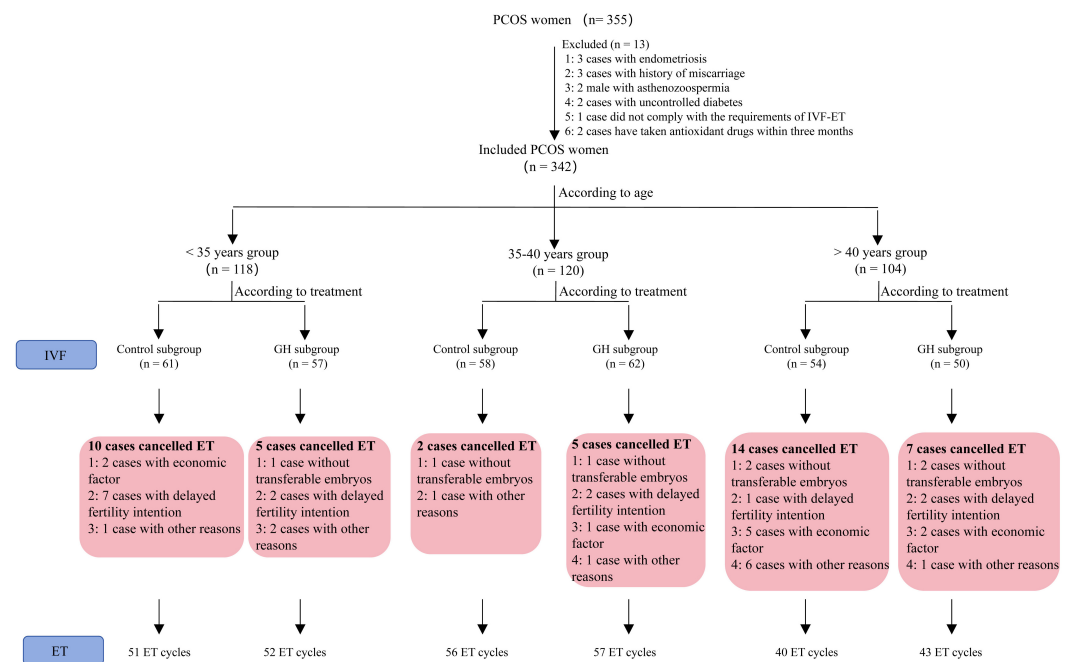 PCOS women （n= 355)
Excluded (n = 13)
1: 3 cases with endometriosis
2: 3 cases with history of miscarriage
3: 2 male with asthenozoospermia
4: 2 cases with uncontrolled diabetes
5: 1 case did not comply with the requirements of IVF-ET
6: 2 cases have taken antioxidant drugs within three months
Included PCOS women
（n = 342)
According to age
< 35 years group
（n = 118)
35-40 years group
(n = 120)
> 40 years group
(n = 104)
According to treatment
According to treatment
According to treatment
IVF
Control subgroup
(n = 61)
GH subgroup
(n = 57)
Control subgroup
(n = 58)
GH subgroup
(n = 62)
Control subgroup
(n = 54)
GH subgroup
(n = 50)
10 cases cancelled ET
1: 2 cases with economic
factor
2: 7 cases with delayed
fertility intention
3: 1 case with other reasons
5 cases cancelled ET
1: 1 case without
transferable embryos
2: 2 cases with delayed
fertility intention
3: 2 cases with other
reasons
2 cases cancelled ET
1: 1 case without
transferable embryos
2: 1 case with other
reasons
5 cases cancelled ET
1: 1 case without
transferable embryos
2: 2 cases with delayed
fertility intention
3: 1 case with economic
factor
4: 1 case with other
reasons
14 cases cancelled ET
1: 2 cases without
transferable embryos
2: 1 case with delayed
fertility intention
3: 5 cases with economic
factor
4: 6 cases with other reasons
7 cases cancelled ET
1: 2 cases without
transferable embryos
2: 2 cases with delayed
fertility intention
3: 2 cases with economic
factor
4: 1 case with other reasons
ET
51 ET cycles
52 ET cycles
56 ET cycles
57 ET cycles
40 ET cycles
43 ET cycles